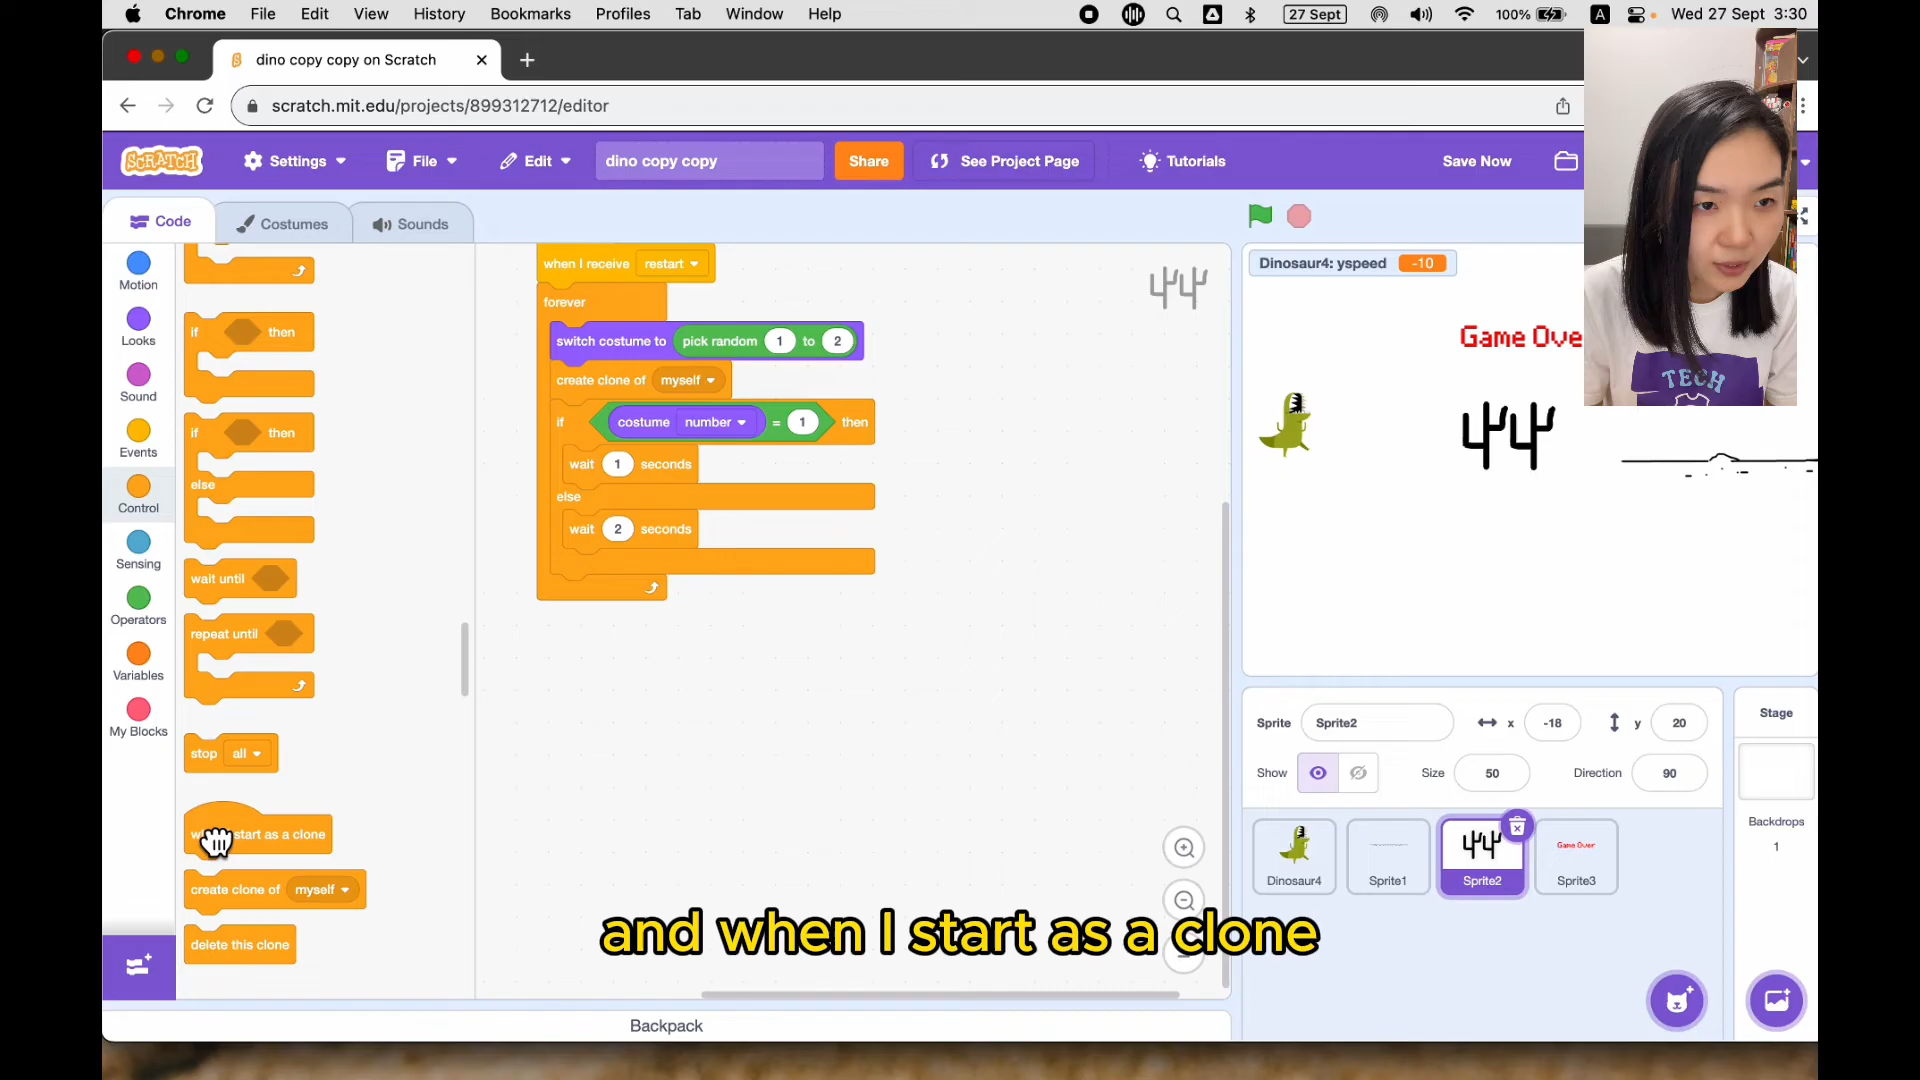 Chrome File Edit View History Bookmarks Profiles Tab Window Help 27 Sept 100% A Wed 27 Sept 3:30
dino copy copy on Scratch
scratch.mit.edu/projects/899312712/editor
SCRATCH Settings File Edit dino copy copy Share See Project Page Tutorials Save Now
Code Costumes Sounds
Motion
Looks
Sound
Events
Control
Sensing
Operators
Variables
My Blocks
if then
if then
else
wait until
repeat until
stop all
start as a clone
create clone of myself
delete this clone
when I receive restart
forever
switch costume to pick random 1 to 2
create clone of myself
if costume number = 1 then
wait 1 seconds
else
wait 2 seconds
Dinosaur4: yspeed -10
Game Ove
TECH
Sprite Sprite2 x -18 y 20
Show Size 50 Direction 90
Dinosaur4 Sprite1 Sprite2 Game Over Sprite3
Stage
Backdrops
1
and when I start as a clone
Backpack